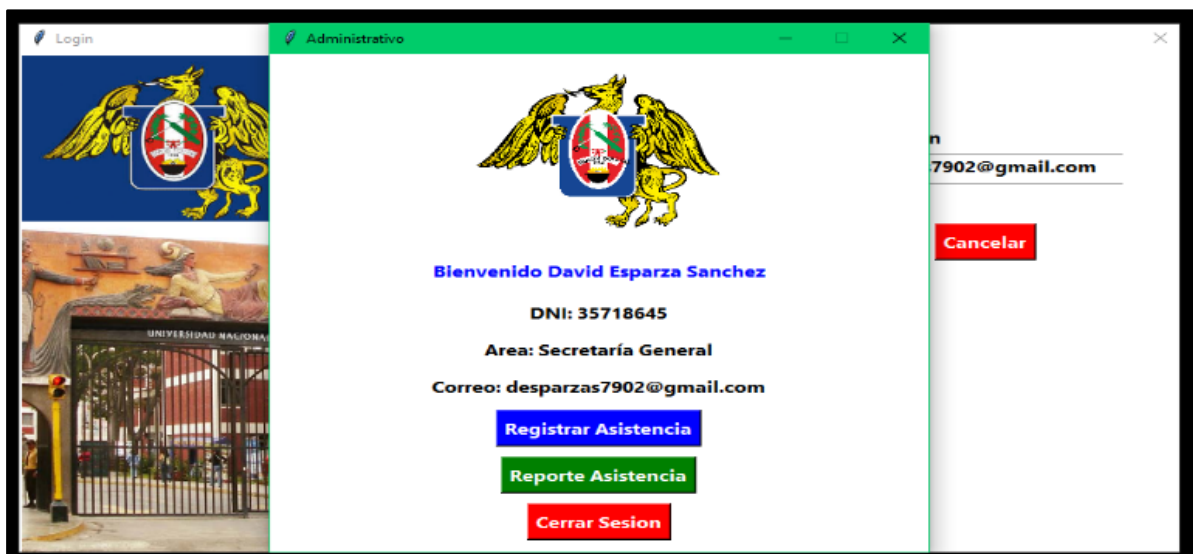 Login
Administrativo
n
7902@gmail.com
Cancelar
UNIVERSIDAD NACIONA
Bienvenido David Esparza Sanchez
DNI: 35718645
Area: Secretaría General
Correo: desparzas7902@gmail.com
Registrar Asistencia
Reporte Asistencia
Cerrar Sesion